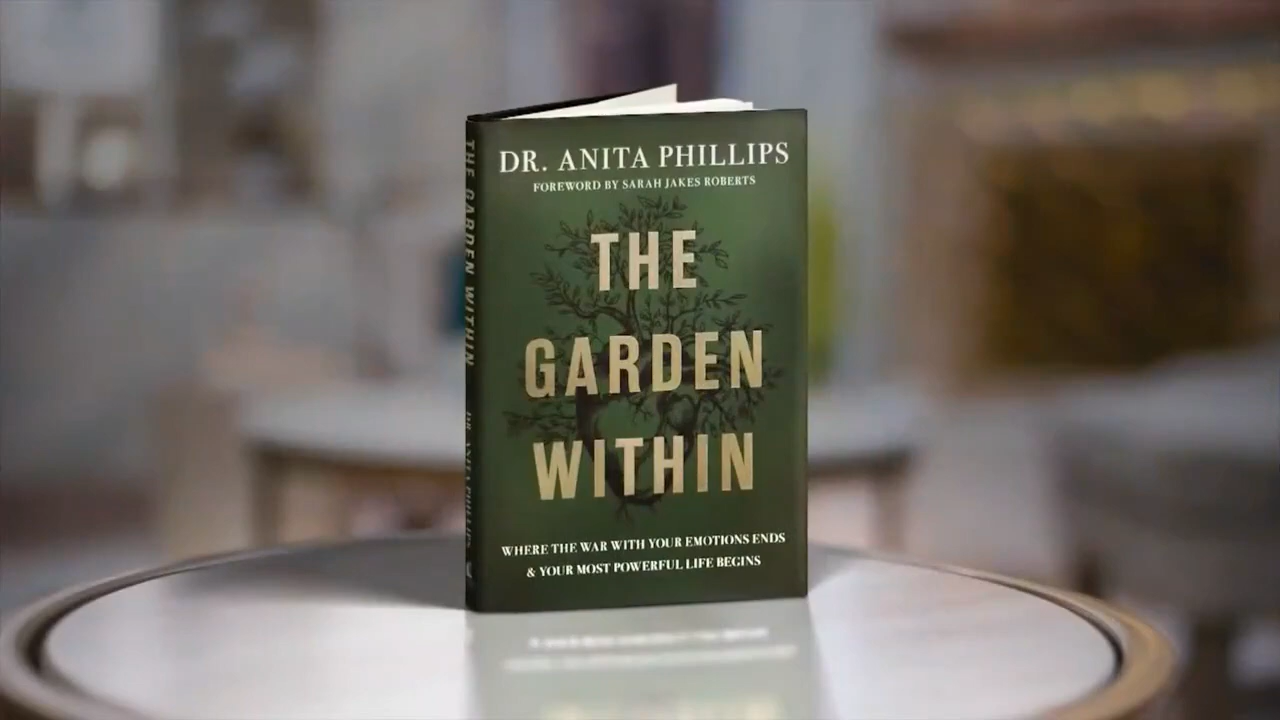 DR. ANITA PHILLIPS
FOREWORD BY SARAH JAKES ROBERTS
THE
GARDEN
WITHIN
WHERE THE WAR WITH YOUR EMOTIONS ENDS
& YOUR MOST POWERFUL LIFE BEGINS
THE GARDEN WITHIN
DR. ANITA PHILLIPS